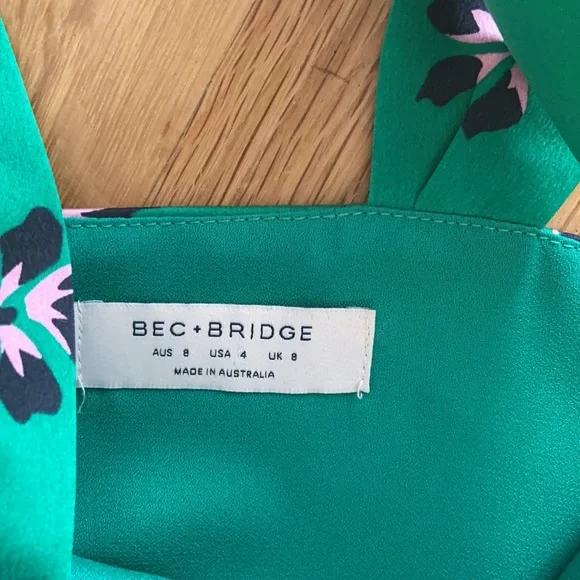 BEC+BRIDGE
AUS 8 USA 4 UK 8
MADE IN AUSTRALIA